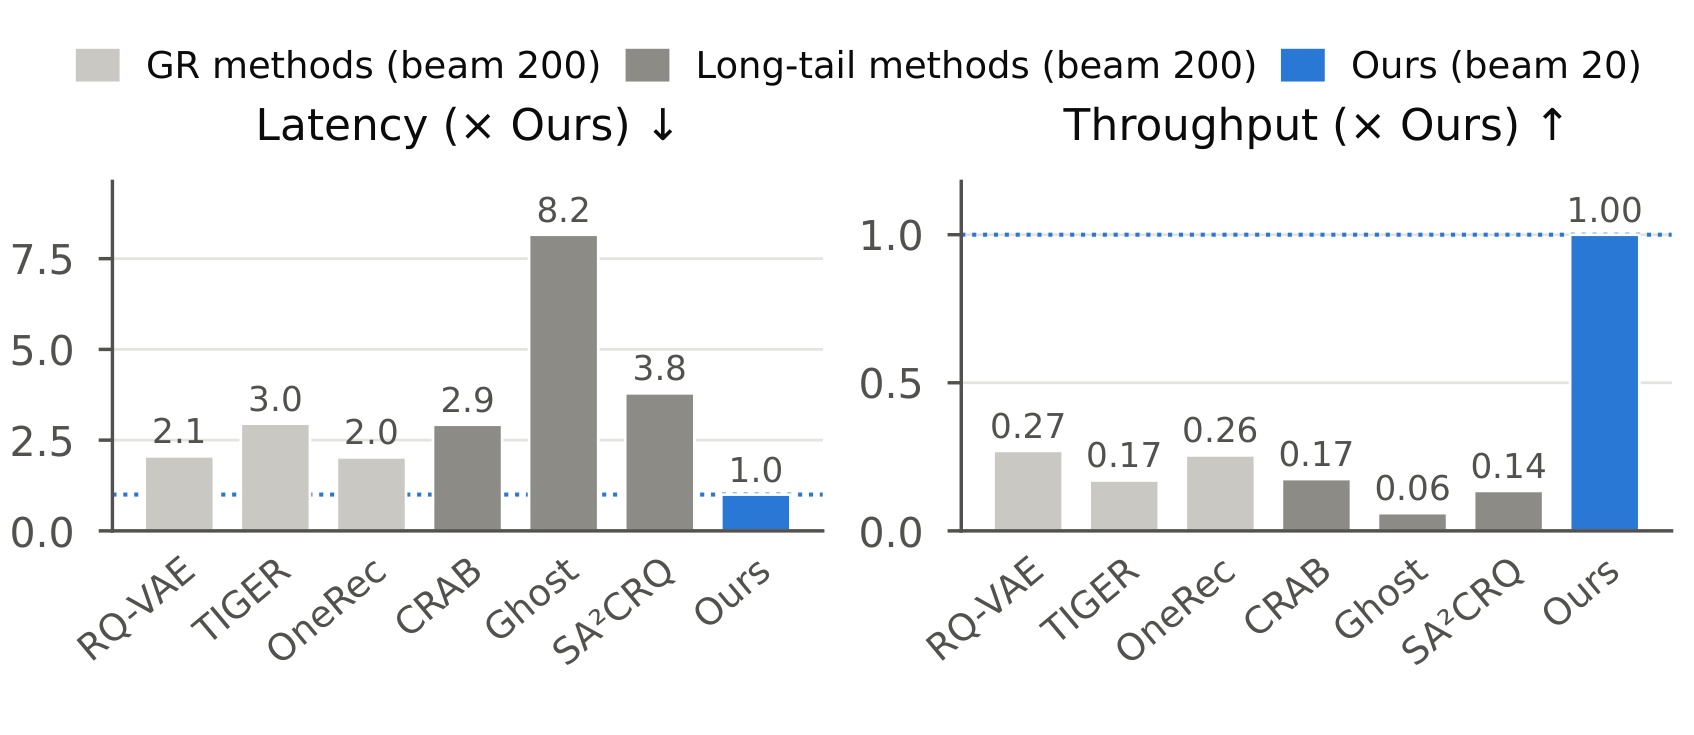 GR methods (beam 200) Long-tail methods (beam 200) Ours (beam 20)
Latency (× Ours) ↓
7.5
5.0
2.5
0.0
2.1
3.0
2.0
2.9
8.2
3.8
1.0
RQ-VAE
TIGER
OneRec
CRAB
Ghost
SA²CRQ
Ours
Throughput (× Ours) ↑
1.0
0.5
0.0
0.27
0.17
0.26
0.17
0.06
0.14
1.00
RQ-VAE
TIGER
OneRec
CRAB
Ghost
SA²CRQ
Ours